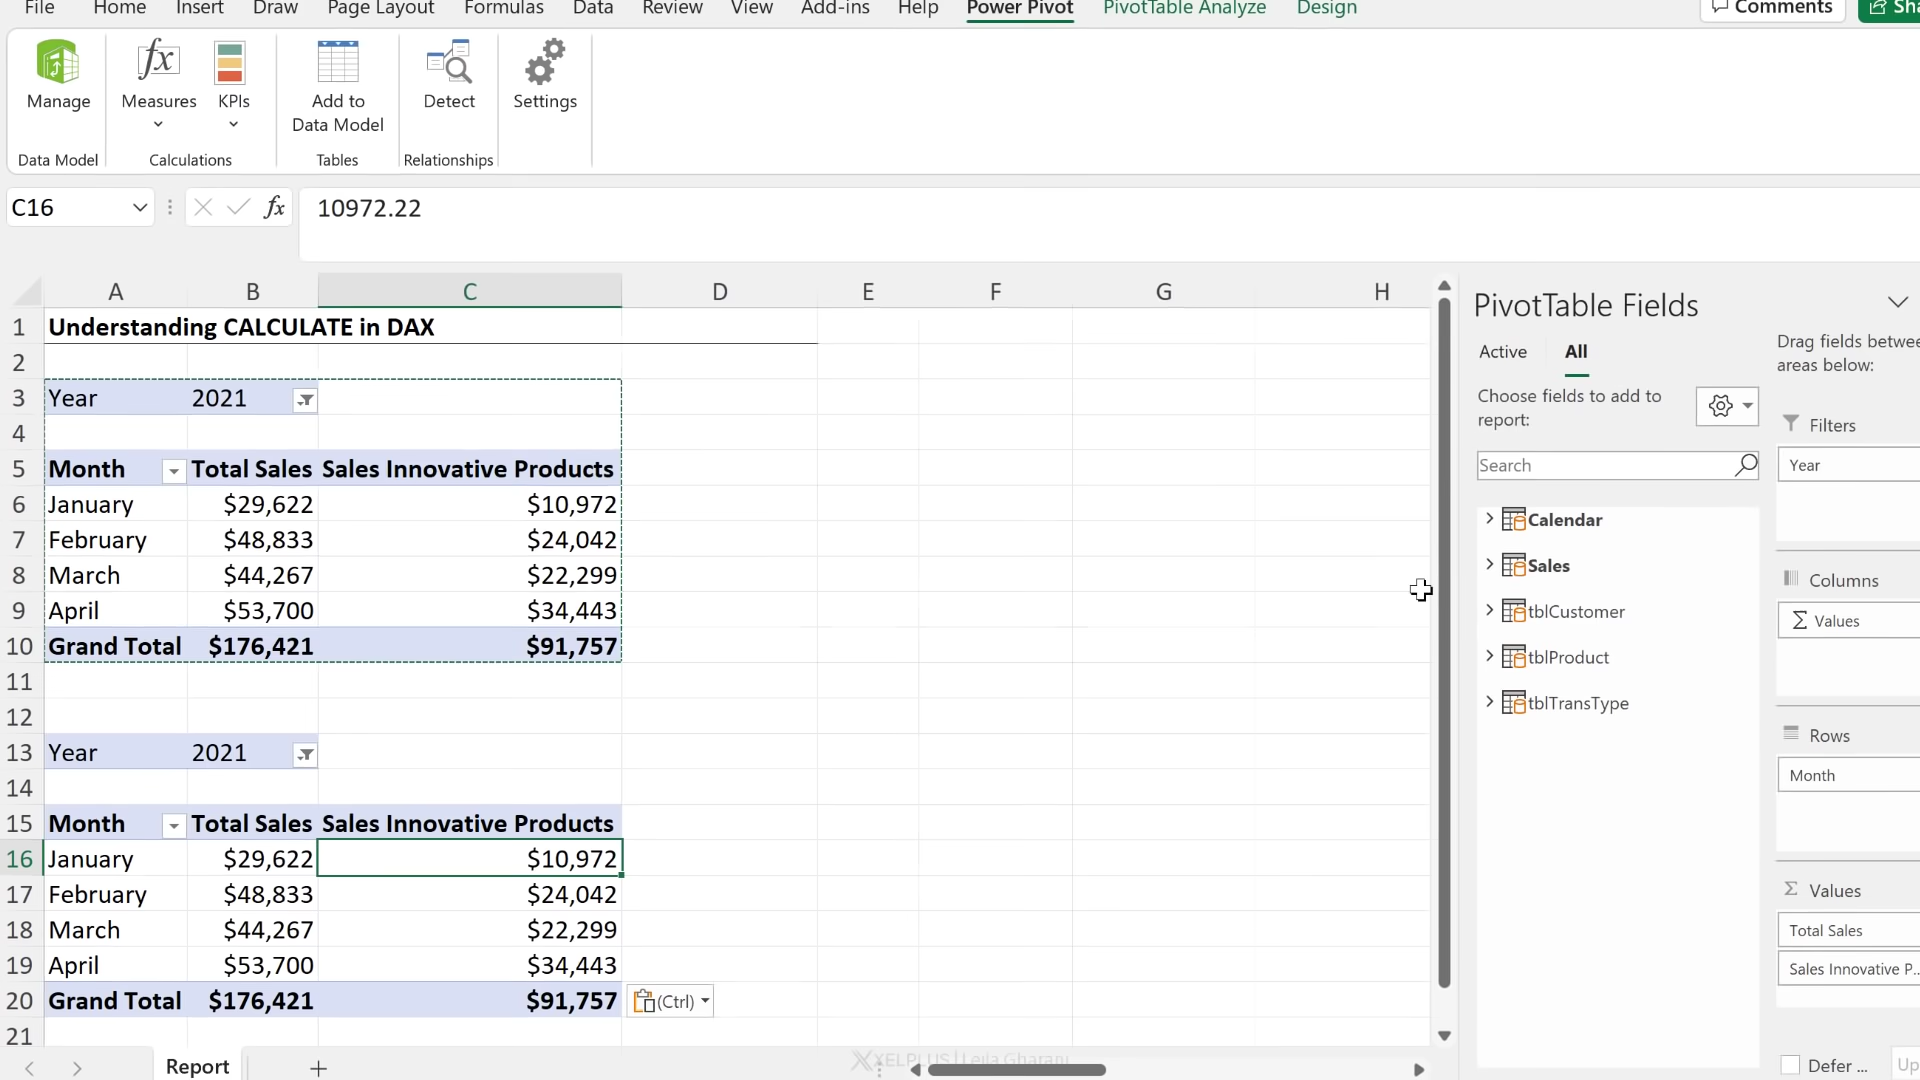 File Home Insert Draw Page Layout Formulas Data Review View Add-ins Help Power Pivot PivotTable Analyze Design Comments Sha
Manage
Measures
KPIs
Add to
Data Model
Detect
Settings
Data Model
Calculations
Tables
Relationships
C16
fx
10972.22
A B C D E F G H
1 Understanding CALCULATE in DAX
2
3 Year 2021
4
5 Month Total Sales Sales Innovative Products
6 January $29,622 $10,972
7 February $48,833 $24,042
8 March $44,267 $22,299
9 April $53,700 $34,443
10 Grand Total $176,421 $91,757
11
12
13 Year 2021
14
15 Month Total Sales Sales Innovative Products
16 January $29,622 $10,972
17 February $48,833 $24,042
18 March $44,267 $22,299
19 April $53,700 $34,443
20 Grand Total $176,421 $91,757 (Ctrl)
21
Report
XELPLUS | Leila Gharani
PivotTable Fields
Active All
Choose fields to add to
report:
Search
Calendar
Sales
tblCustomer
tblProduct
tblTransType
Drag fields betwee
areas below:
Filters
Year
Columns
Σ Values
Rows
Month
Σ Values
Total Sales
Sales Innovative P...
Defer ... Up